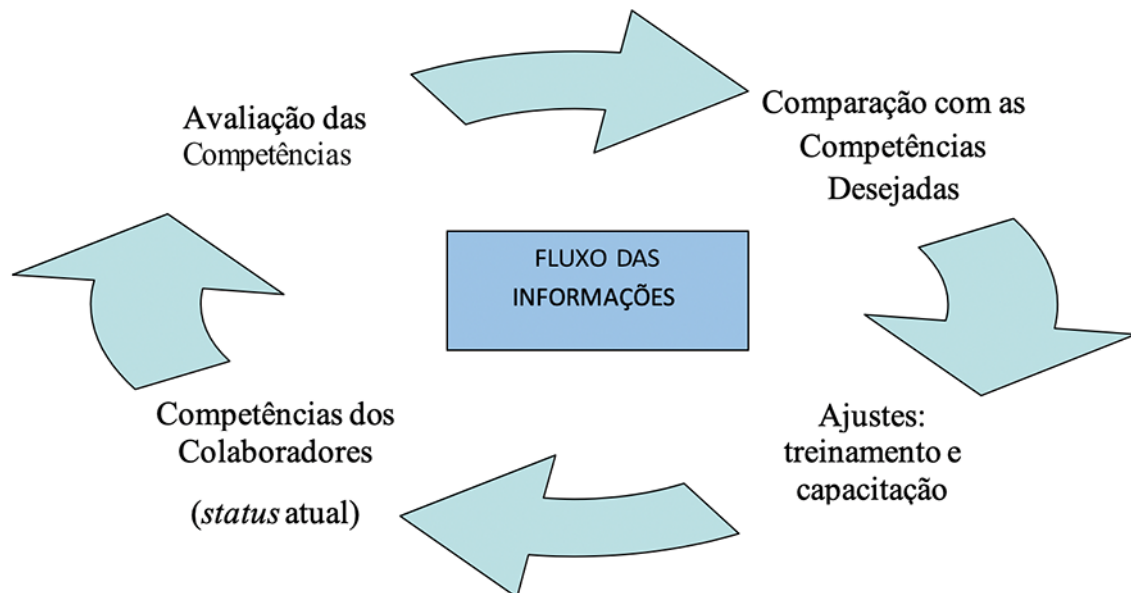 Avaliação das
Competências
Comparação com as
Competências
Desejadas
FLUXO DAS
INFORMAÇÕES
Competências dos
Colaboradores
(status atual)
Ajustes:
treinamento e
capacitação